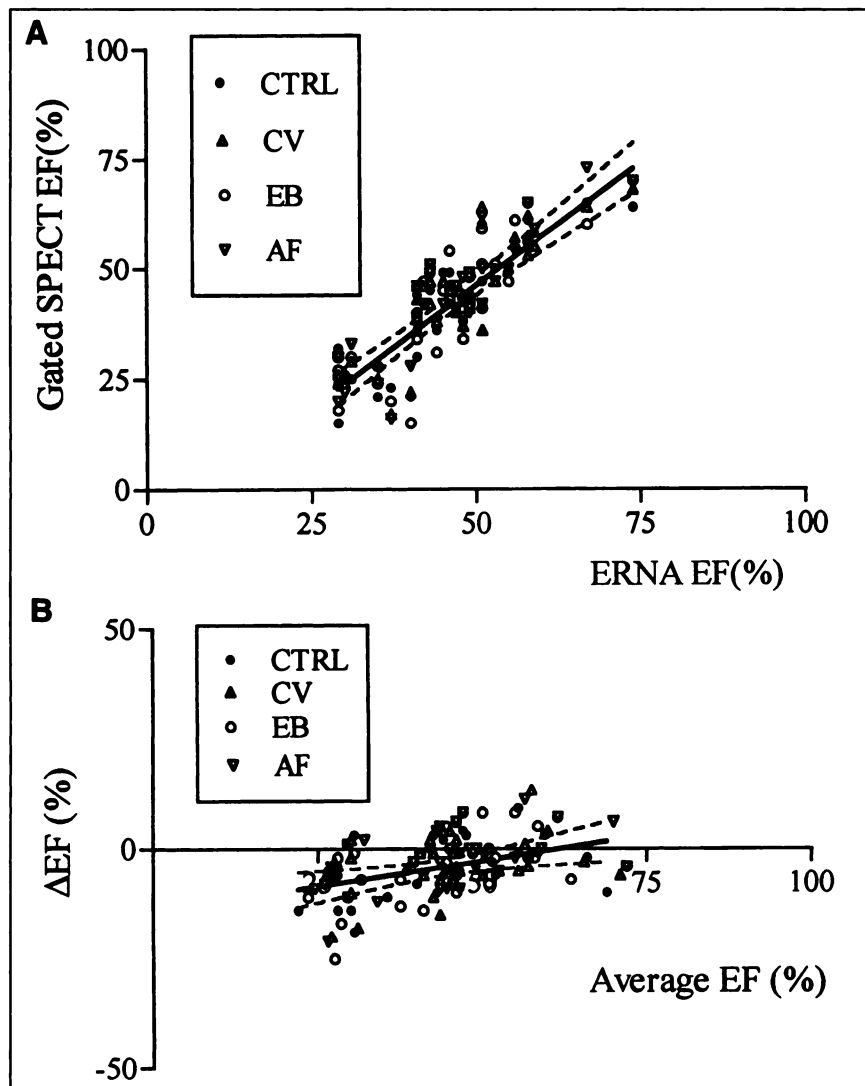 A
100
CTRL
CV
EB
AF
75
50
25
0
Gated SPECT EF(%)
0
25
50
75
100
ERNA EF(%)
B
50
CTRL
CV
EB
AF
0
-50
ΔEF (%)
75
100
Average EF (%)